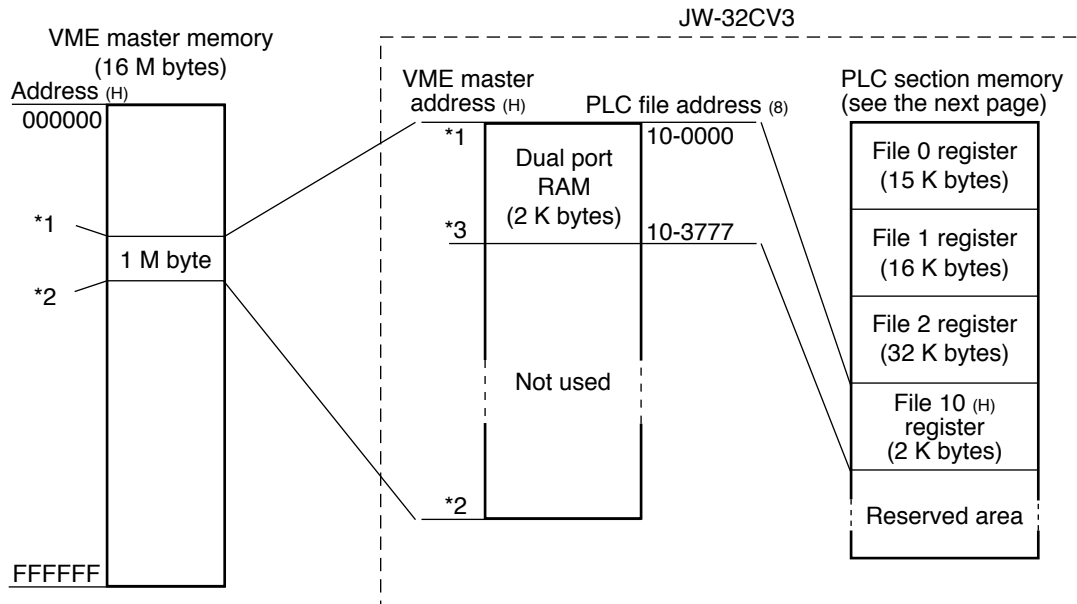 JW-32CV3
VME master memory
(16 M bytes)
Address (H)
000000
*1
1 M byte
*2
FFFFFF
VME master
address (H)
PLC file address (8)
*1
10-0000
Dual port
RAM
(2 K bytes)
*3
10-3777
Not used
*2
PLC section memory
(see the next page)
File 0 register
(15 K bytes)
File 1 register
(16 K bytes)
File 2 register
(32 K bytes)
File 10 (H)
register
(2 K bytes)
Reserved area